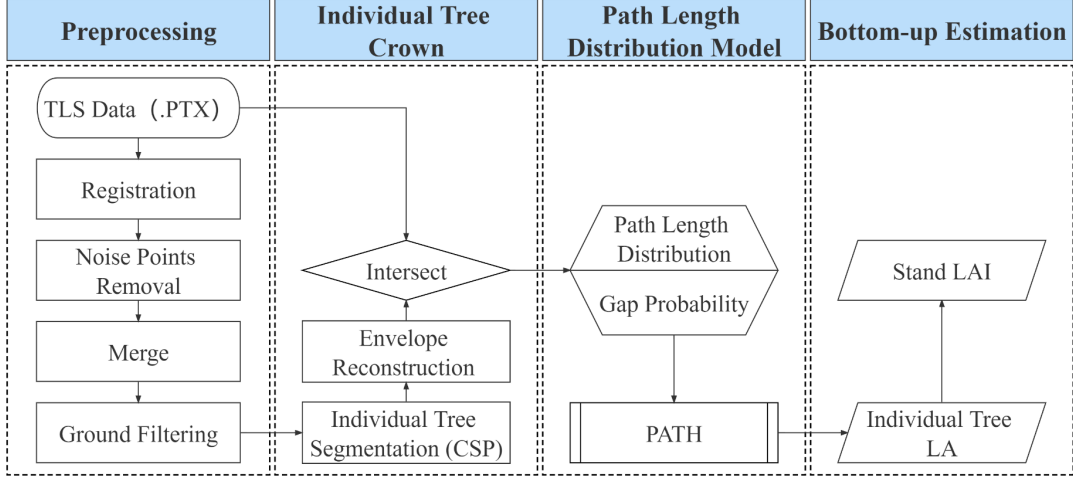 Preprocessing
Individual Tree
Crown
Path Length
Distribution Model
Bottom-up Estimation
TLS Data（.PTX）
Registration
Noise Points
Removal
Merge
Ground Filtering
Intersect
Envelope
Reconstruction
Individual Tree
Segmentation (CSP)
Path Length
Distribution
Gap Probability
PATH
Stand LAI
Individual Tree
LA